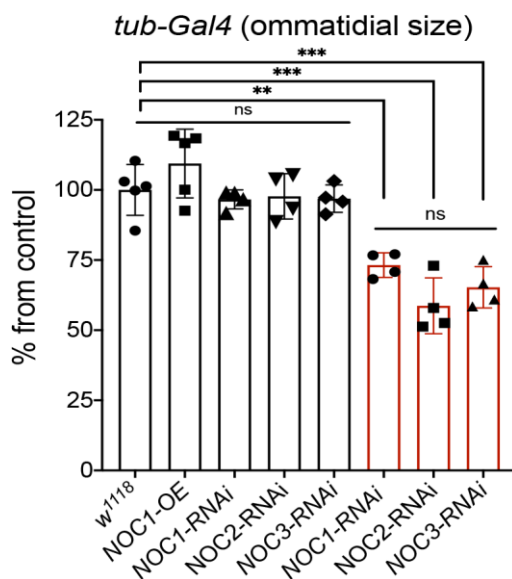 tub-Gal4 (ommatidial size)
***
***
**
ns
ns
% from control
125
100
75
50
25
0
w1118
NOC1-OE
NOC1-RNAi
NOC2-RNAi
NOC3-RNAi
NOC1-RNAi
NOC2-RNAi
NOC3-RNAi